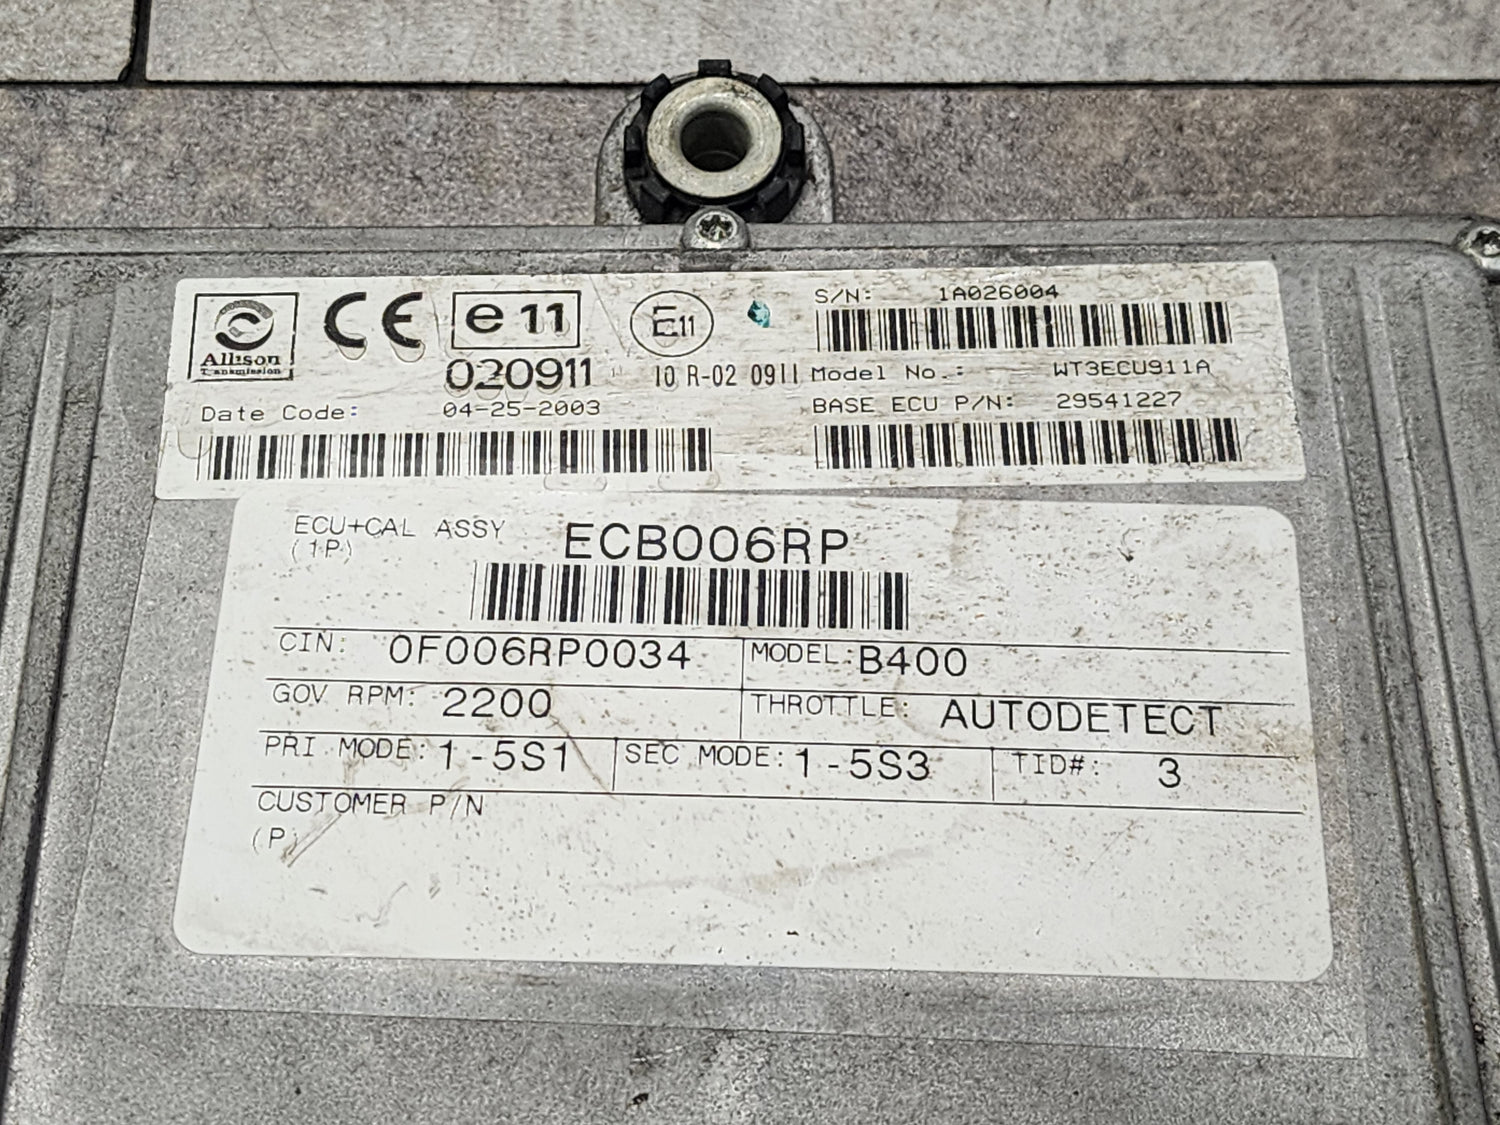 Allison
Transmission
CE
e11
020911
E11
10 R-02 0911
S/N: 1A026004
Model No.: WT3ECU911A
Date Code: 04-25-2003
BASE ECU P/N: 29541227
ECU+CAL ASSY ECB006RP
(1P)
CIN: 0F006RP0034 MODEL: B400
GOV RPM: 2200 THROTTLE: AUTODETECT
PRI MODE: 1-5S1 SEC MODE: 1-5S3 TID#: 3
CUSTOMER P/N
(P)